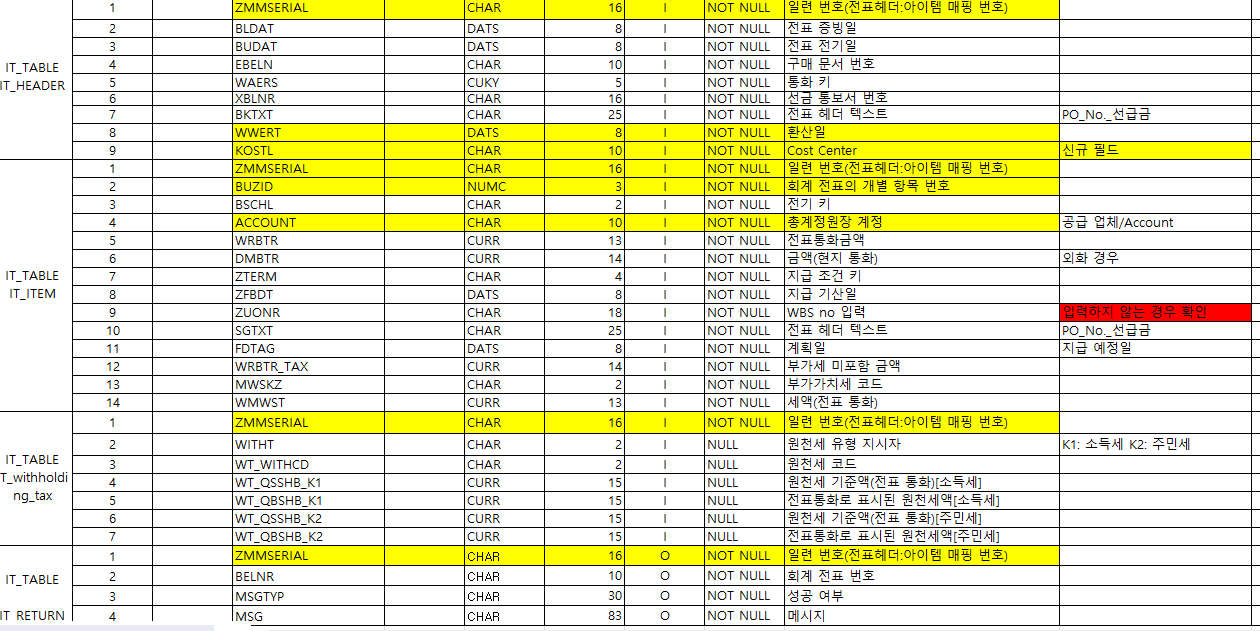 1 ZMMSERIAL CHAR 16 I NOT NULL 일련 번호(전표헤더:아이템 매핑 번호)
2 BLDAT DATS 8 I NOT NULL 전표 증빙일
3 BUDAT DATS 8 I NOT NULL 전표 전기일
IT_TABLE 4 EBELN CHAR 10 I NOT NULL 구매 문서 번호
IT_HEADER 5 WAERS CUKY 5 I NOT NULL 통화 키
6 XBLNR CHAR 16 I NOT NULL 선금 통보서 번호
7 BKTXT CHAR 25 I NOT NULL 전표 헤더 텍스트 PO_No._선급금
8 WWERT DATS 8 I NOT NULL 환산일
9 KOSTL CHAR 10 I NOT NULL Cost Center 신규 필드
1 ZMMSERIAL CHAR 16 I NOT NULL 일련 번호(전표헤더:아이템 매핑 번호)
2 BUZID NUMC 3 I NOT NULL 회계 전표의 개별 항목 번호
3 BSCHL CHAR 2 I NOT NULL 전기 키
4 ACCOUNT CHAR 10 I NOT NULL 총계정원장 계정 공급 업체/Account
5 WRBTR CURR 13 I NOT NULL 전표통화금액
6 DMBTR CURR 14 I NOT NULL 금액(현지 통화) 외화 경우
IT_TABLE 7 ZTERM CHAR 4 I NOT NULL 지급 조건 키
IT_ITEM 8 ZFBDT DATS 8 I NOT NULL 지급 기산일
9 ZUONR CHAR 18 I NOT NULL WBS no 입력 입력하지 않는 경우 확인
10 SGTXT CHAR 25 I NOT NULL 전표 헤더 텍스트 PO_No._선급금
11 FDTAG DATS 8 I NOT NULL 계획일 지급 예정일
12 WRBTR_TAX CURR 14 I NOT NULL 부가세 미포함 금액
13 MWSKZ CHAR 2 I NOT NULL 부가가치세 코드
14 WMWST CURR 13 I NOT NULL 세액(전표 통화)
1 ZMMSERIAL CHAR 16 I NOT NULL 일련 번호(전표헤더:아이템 매핑 번호)
2 WITHT CHAR 2 I NULL 원천세 유형 지시자 K1: 소득세 K2: 주민세
IT_TABLE 3 WT_WITHCD CHAR 2 I NULL 원천세 코드
T_withholdi 4 WT_QSSHB_K1 CURR 15 I NULL 원천세 기준액(전표 통화)[소득세]
ng_tax 5 WT_QBSHB_K1 CURR 15 I NULL 전표통화로 표시된 원천세액[소득세]
6 WT_QSSHB_K2 CURR 15 I NULL 원천세 기준액(전표 통화)[주민세]
7 WT_QBSHB_K2 CURR 15 I NULL 전표통화로 표시된 원천세액[주민세]
1 ZMMSERIAL CHAR 16 O NOT NULL 일련 번호(전표헤더:아이템 매핑 번호)
IT_TABLE 2 BELNR CHAR 10 O NOT NULL 회계 전표 번호
3 MSGTYP CHAR 30 O NOT NULL 성공 여부
IT_RETURN 4 MSG CHAR 83 O NOT NULL 메시지